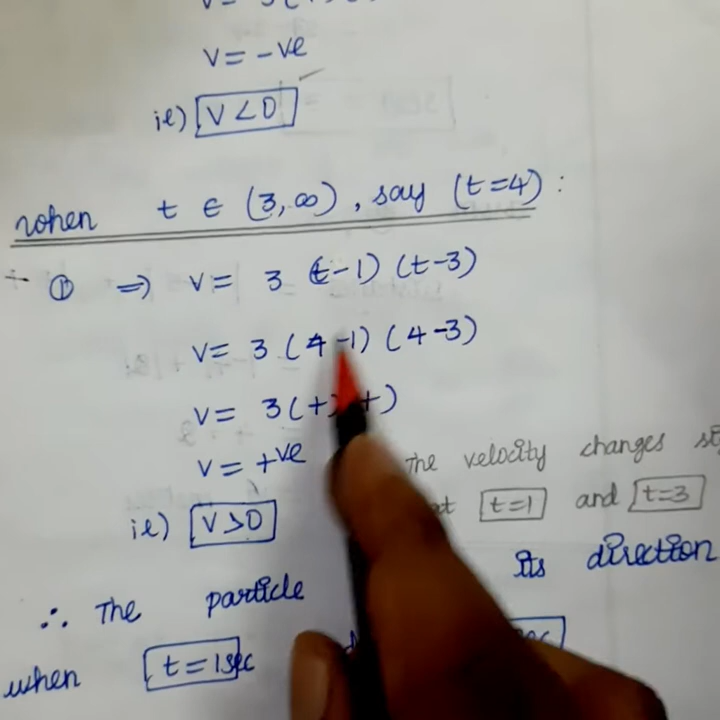 V = -ve
ie) V < 0
when t ∈ (3, ∞), say (t=4) :
① ⇒ V = 3 (t-1) (t-3)
V = 3 (4-1) (4-3)
V = 3(+) +)
V = +ve
The velocity changes
at t=1 and t=3
ie) V > 0
∴ The particle its direction
when t = 1sec